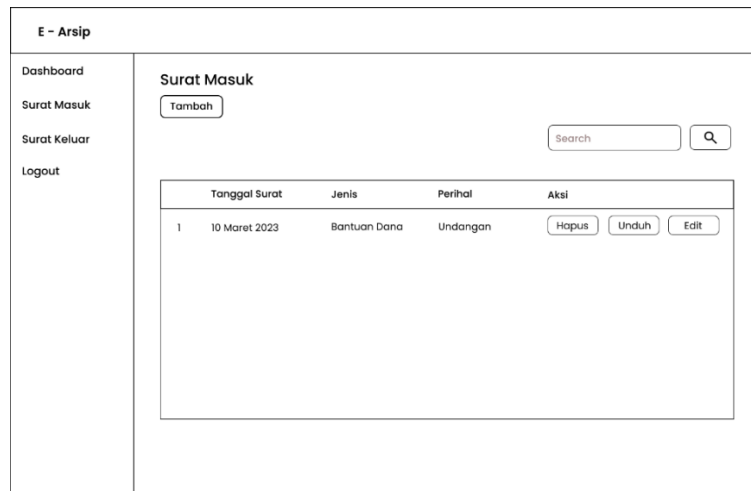 E - Arsip
Dashboard
Surat Masuk
Surat Keluar
Logout
Surat Masuk
Tambah
Search
Tanggal Surat Jenis Perihal Aksi
1 10 Maret 2023 Bantuan Dana Undangan Hapus Unduh Edit